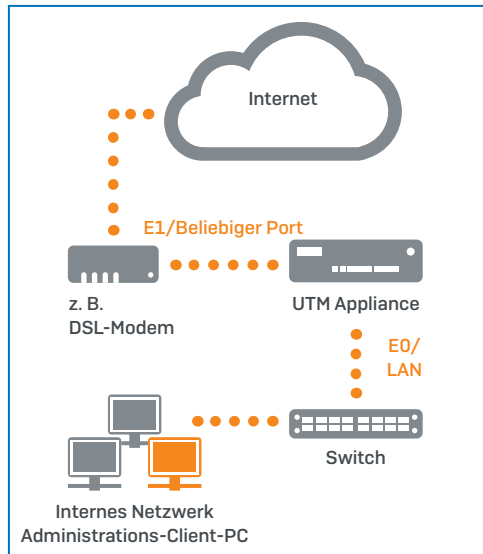 Internet
E1/Beliebiger Port
z. B.
DSL-Modem
UTM Appliance
E0/
LAN
Switch
Internes Netzwerk
Administrations-Client-PC